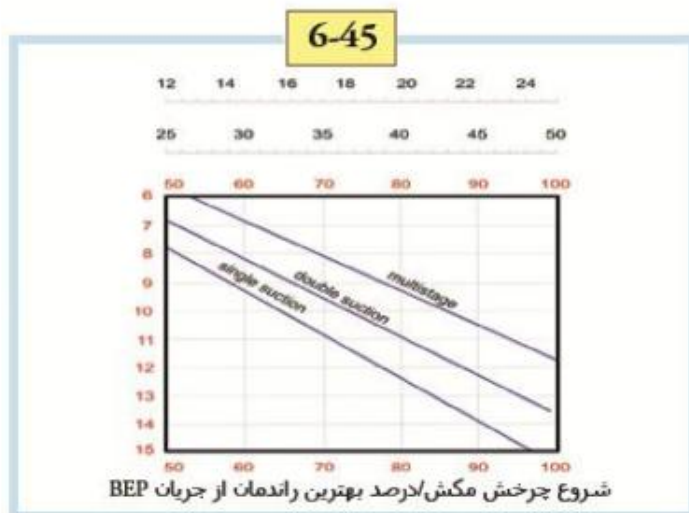 6-45
12 14 16 18 20 22 24
25 30 35 40 45 50
50 60 70 80 90 100
6
7
8
9
10
11
12
13
14
15
multistage
double suction
single suction
50 60 70 80 90 100
شروع چرخش مکش/درصد بهترین راندمات از جریان BEP